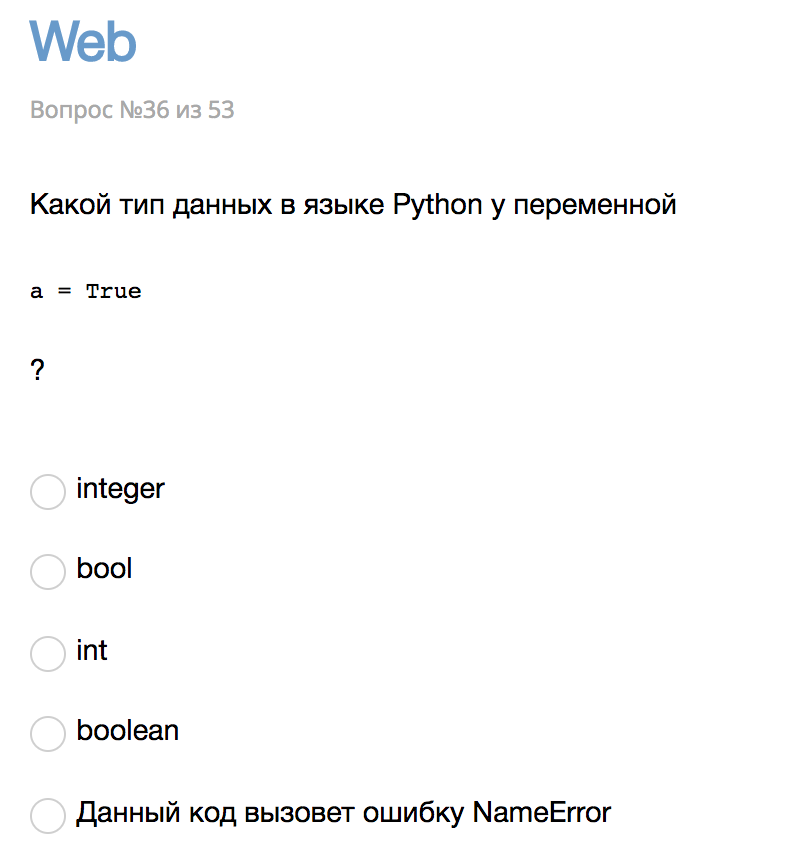 Web
Вопрос №36 из 53
Какой тип данных в языке Python у переменной
a = True
?
integer
bool
int
boolean
Данный код вызовет ошибку NameError